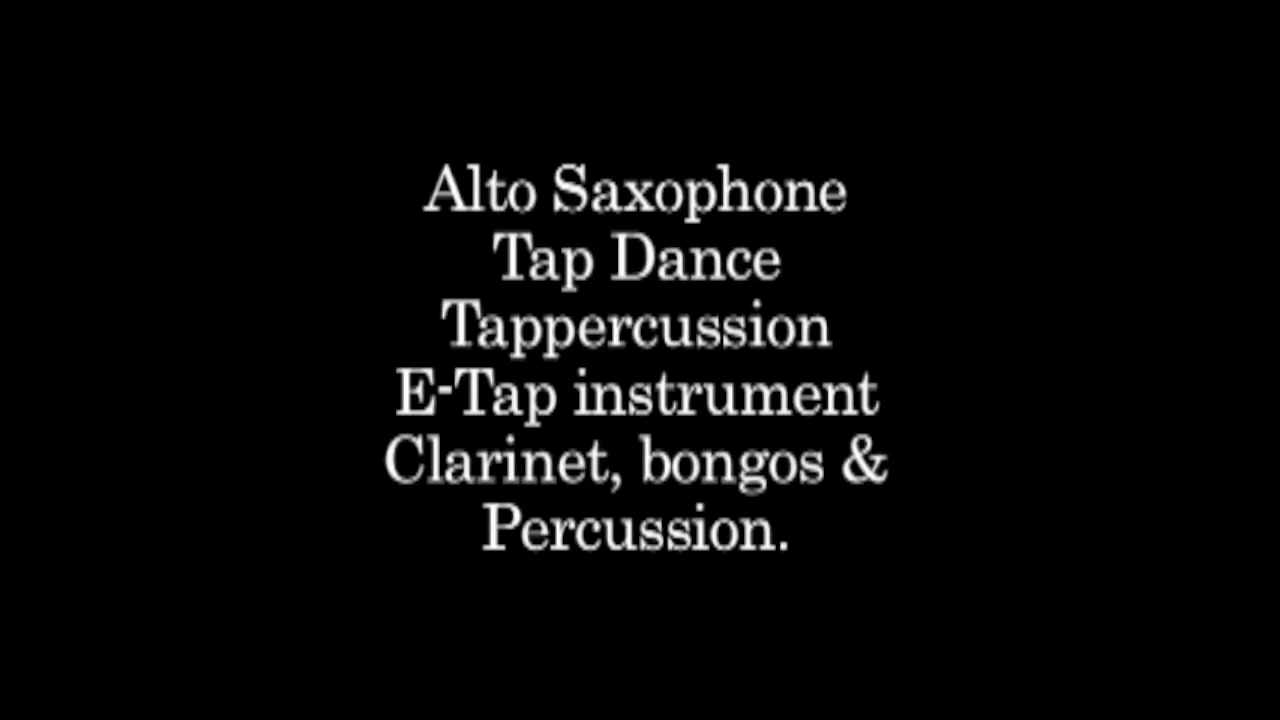 Alto Saxophone
Tap Dance
Tappercussion
E-Tap instrument
Clarinet, bongos &
Percussion.